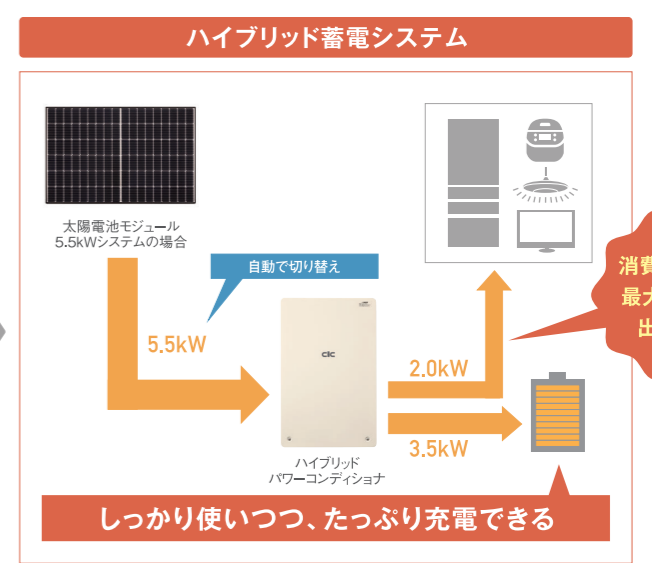 ハイブリッド蓄電システム
太陽電池モジュール
5.5kWシステムの場合
自動で切り替え
5.5kW
cic
2.0kW
3.5kW
消費
最大
出
ハイブリッド
パワーコンディショナ
しっかり使いつつ、たっぷり充電できる